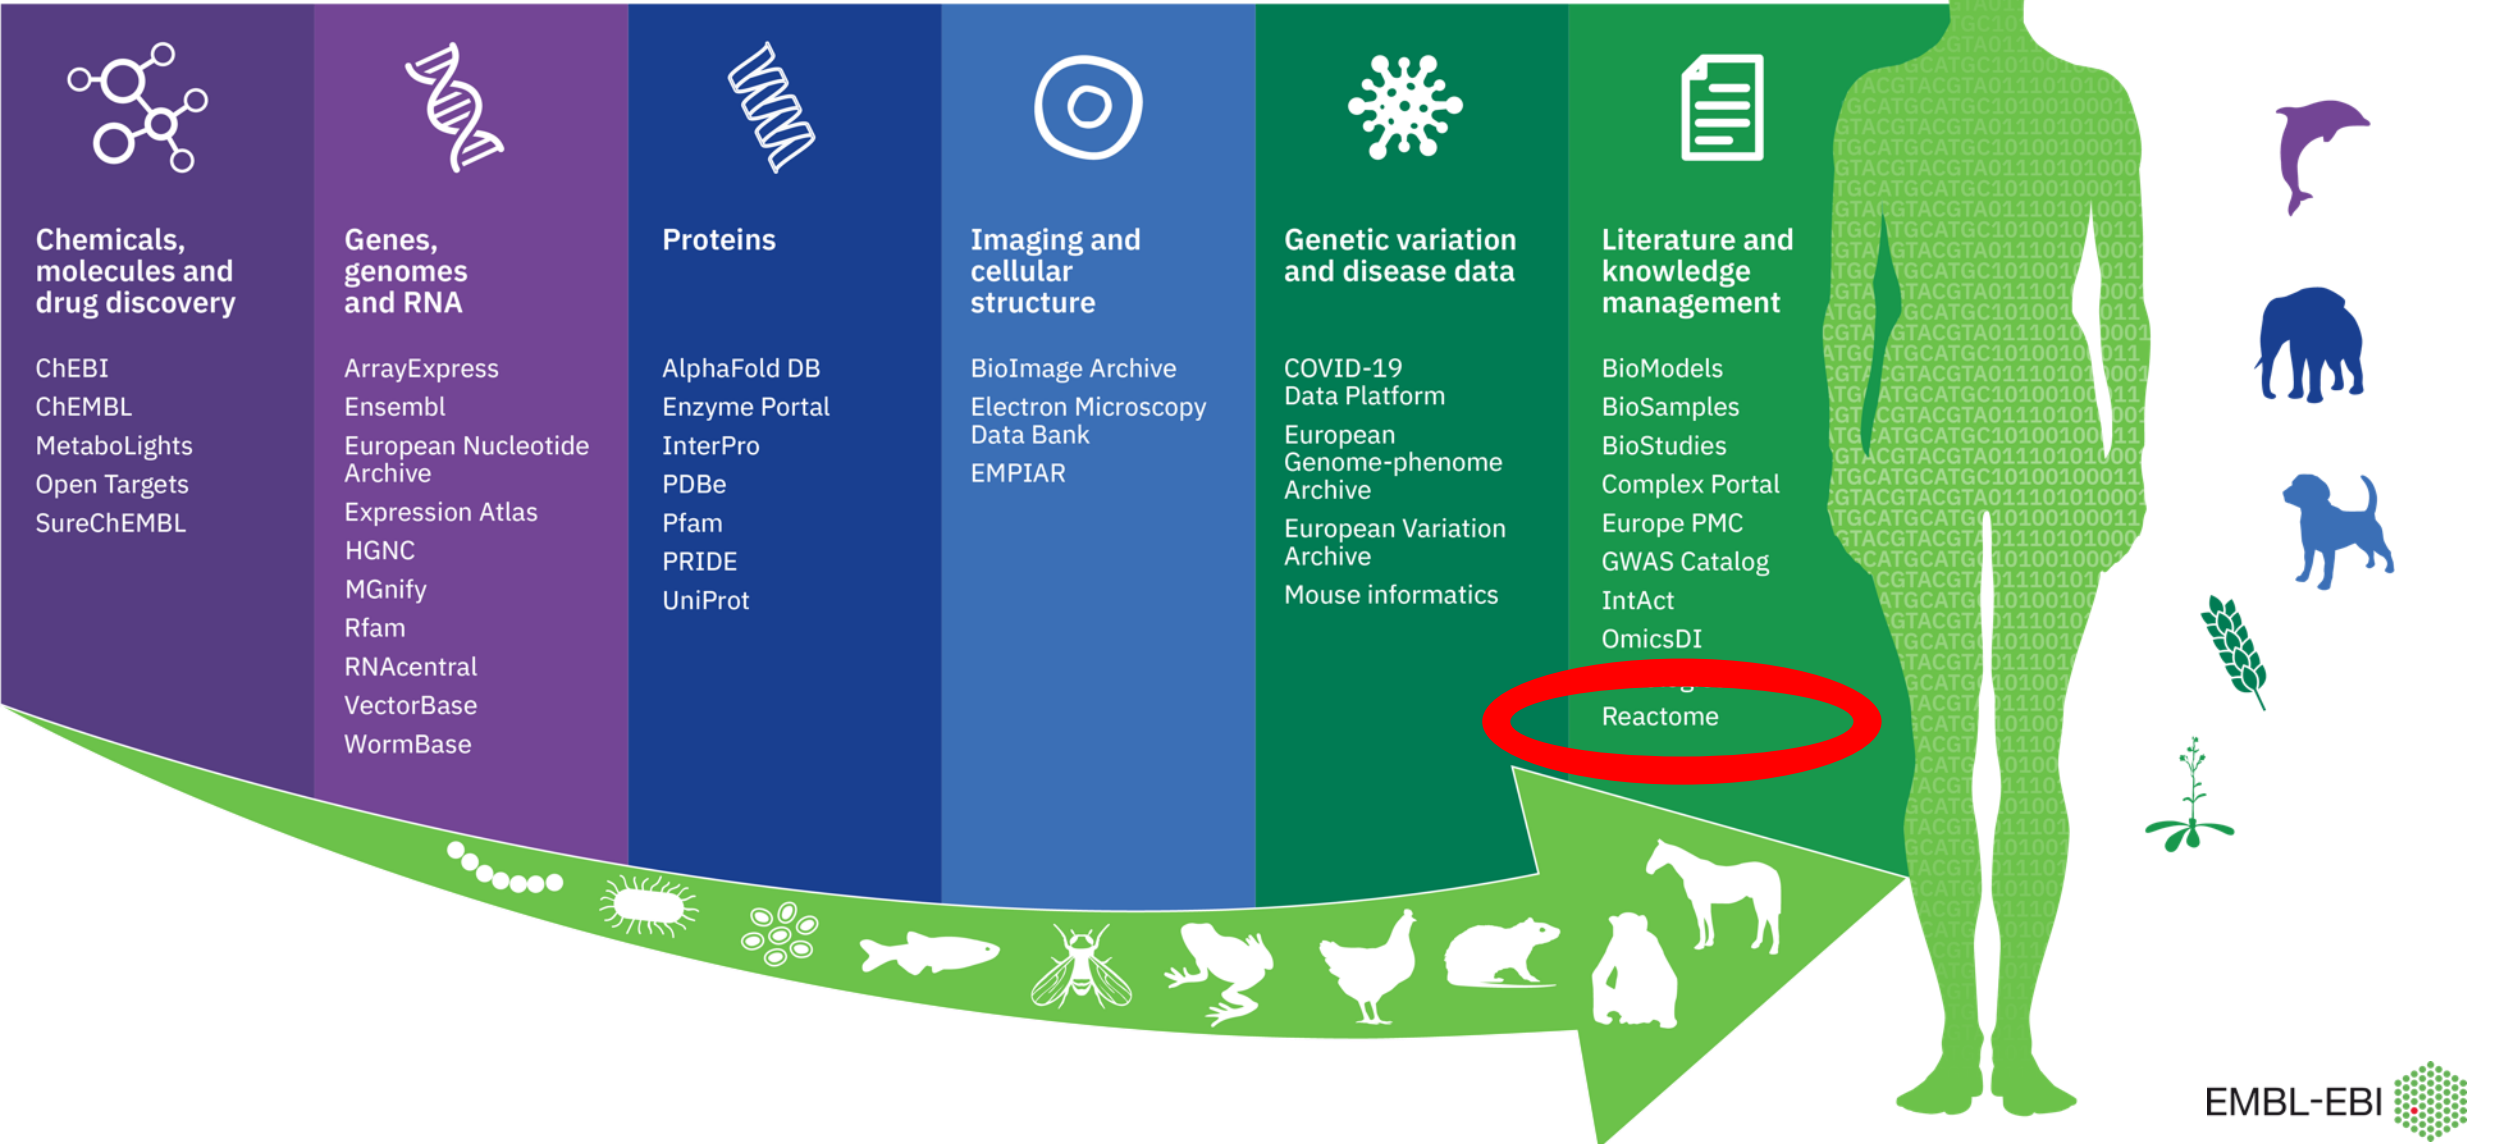 Chemicals,
molecules and
drug discovery
ChEBI
ChEMBL
MetaboLights
Open Targets
SureChEMBL
Genes,
genomes
and RNA
ArrayExpress
Ensembl
European Nucleotide
Archive
Expression Atlas
HGNC
MGnify
Rfam
RNAcentral
VectorBase
WormBase
Proteins
AlphaFold DB
Enzyme Portal
InterPro
PDBe
Pfam
PRIDE
UniProt
Imaging and
cellular
structure
BioImage Archive
Electron Microscopy
Data Bank
EMPIAR
Genetic variation
and disease data
COVID-19
Data Platform
European
Genome-phenome
Archive
European Variation
Archive
Mouse informatics
Literature and
knowledge
management
BioModels
BioSamples
BioStudies
Complex Portal
Europe PMC
GWAS Catalog
IntAct
OmicsDI
Reactome
EMBL-EBI